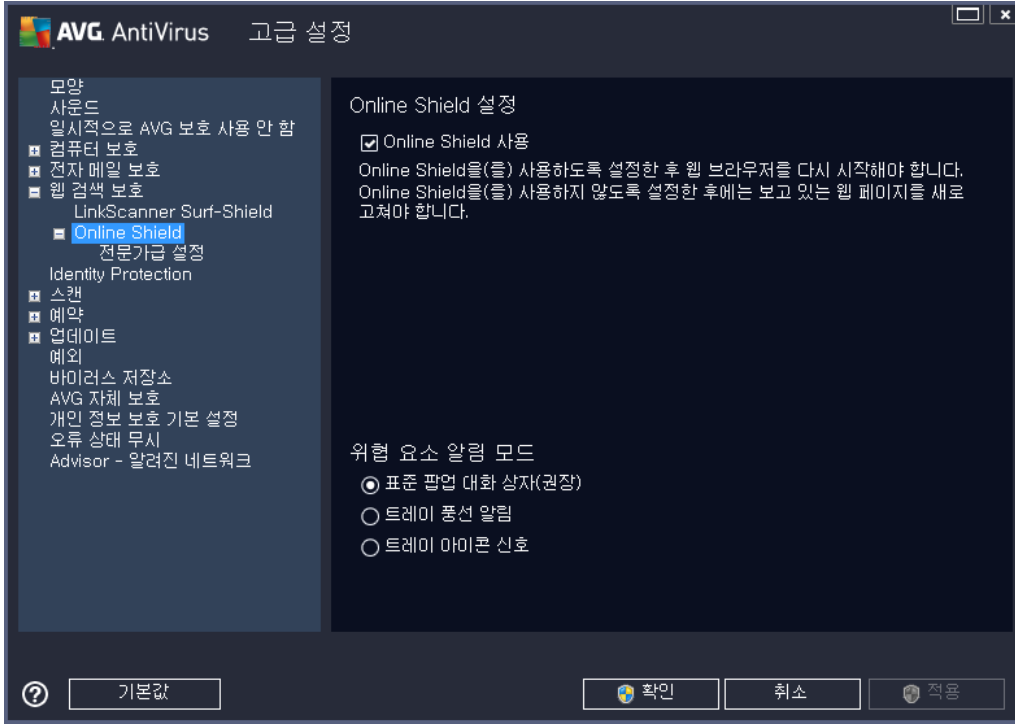 AVG. AntiVirus 고급 설정
모양
사운드
일시적으로 AVG 보호 사용 안 함
컴퓨터 보호
전자 메일 보호
웹 검색 보호
LinkScanner Surf-Shield
Online Shield
전문가급 설정
Identity Protection
스캔
예약
업데이트
예외
바이러스 저장소
AVG 자체 보호
개인 정보 보호 기본 설정
오류 상태 무시
Advisor - 알려진 네트워크
Online Shield 설정
Online Shield 사용
Online Shield을(를) 사용하도록 설정한 후 웹 브라우저를 다시 시작해야 합니다.
Online Shield을(를) 사용하지 않도록 설정한 후에는 보고 있는 웹 페이지를 새로
고쳐야 합니다.
위협 요소 알림 모드
표준 팝업 대화 상자(권장)
트레이 풍선 알림
트레이 아이콘 신호
기본값
확인
취소
적용